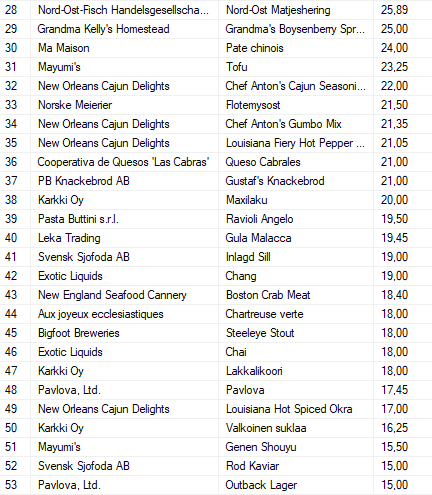 28 Nord-Ost-Fisch Handelsgesellscha... Nord-Ost Matjeshering 25,89
29 Grandma Kelly's Homestead Grandma's Boysenberry Spr... 25,00
30 Ma Maison Pate chinois 24,00
31 Mayumi's Tofu 23,25
32 New Orleans Cajun Delights Chef Anton's Cajun Seasoni... 22,00
33 Norske Meierier Flotemysost 21,50
34 New Orleans Cajun Delights Chef Anton's Gumbo Mix 21,35
35 New Orleans Cajun Delights Louisiana Fiery Hot Pepper ... 21,05
36 Cooperativa de Quesos 'Las Cabras' Queso Cabrales 21,00
37 PB Knackebrod AB Gustaf's Knackebrod 21,00
38 Karkki Oy Maxilaku 20,00
39 Pasta Buttini s.r.l. Ravioli Angelo 19,50
40 Leka Trading Gula Malacca 19,45
41 Svensk Sjofoda AB Inlagd Sill 19,00
42 Exotic Liquids Chang 19,00
43 New England Seafood Cannery Boston Crab Meat 18,40
44 Aux joyeux ecclesiastiques Chartreuse verte 18,00
45 Bigfoot Breweries Steeleye Stout 18,00
46 Exotic Liquids Chai 18,00
47 Karkki Oy Lakkalikoori 18,00
48 Pavlova, Ltd. Pavlova 17,45
49 New Orleans Cajun Delights Louisiana Hot Spiced Okra 17,00
50 Karkki Oy Valkoinen suklaa 16,25
51 Mayumi's Genen Shouyu 15,50
52 Svensk Sjofoda AB Rod Kaviar 15,00
53 Pavlova, Ltd. Outback Lager 15,00